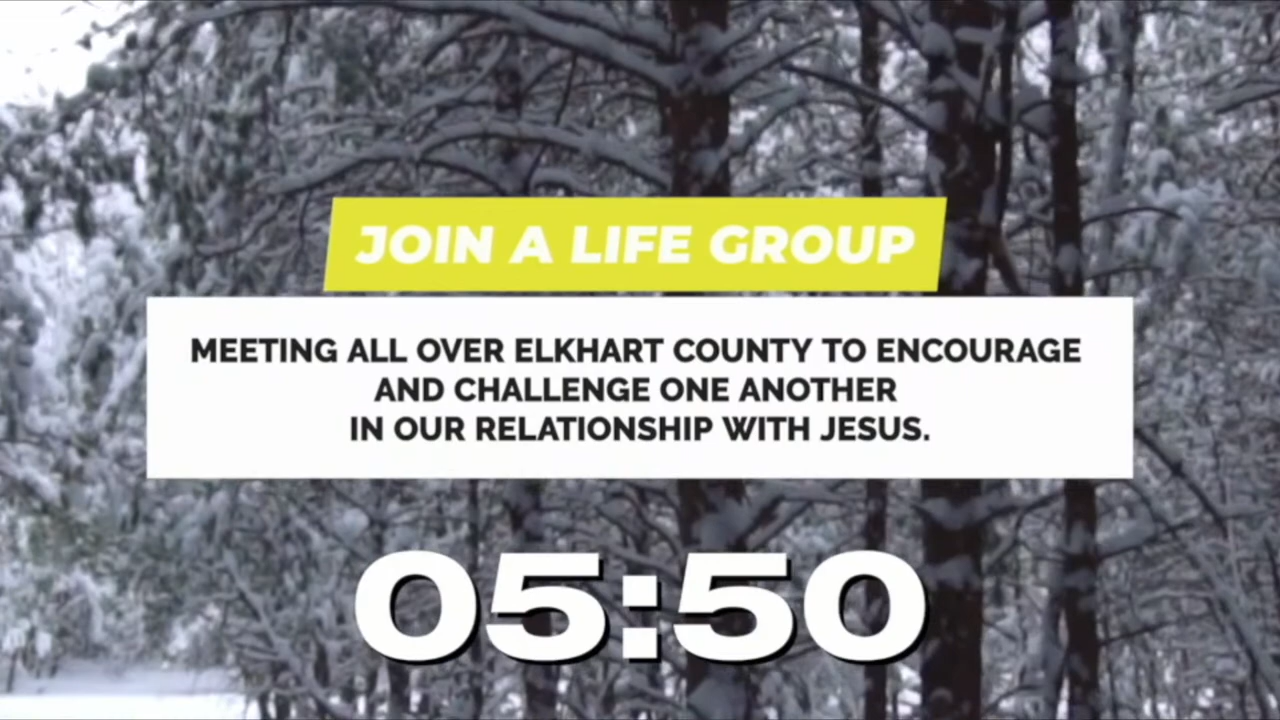 JOIN A LIFE GROUP
MEETING ALL OVER ELKHART COUNTY TO ENCOURAGE
AND CHALLENGE ONE ANOTHER
IN OUR RELATIONSHIP WITH JESUS.
05:50